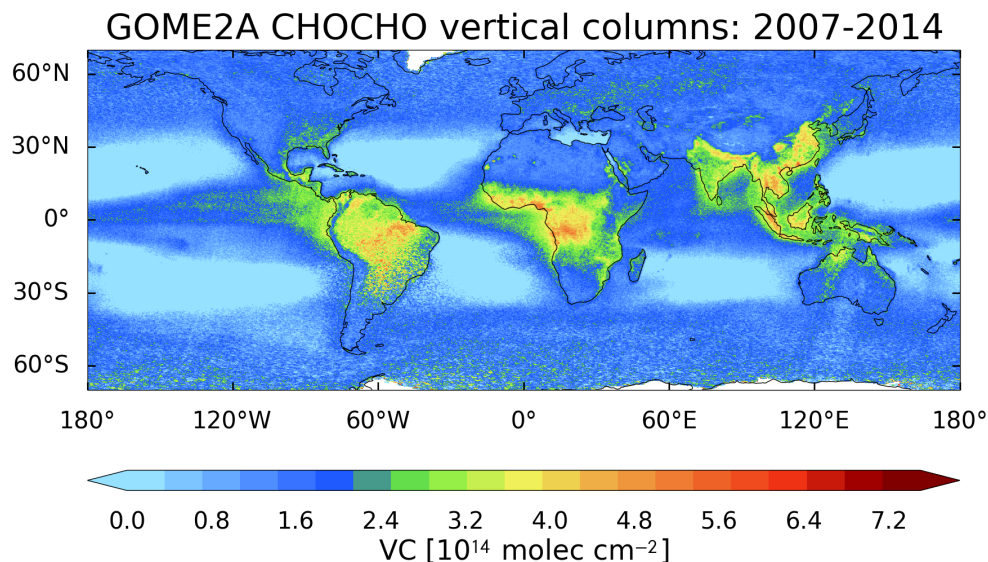 GOME2A CHOCHO vertical columns: 2007-2014
60°N
30°N
0°
30°S
60°S
180° 120°W 60°W 0° 60°E 120°E 180°
0.0 0.8 1.6 2.4 3.2 4.0 4.8 5.6 6.4 7.2
VC [10¹⁴ molec cm⁻²]